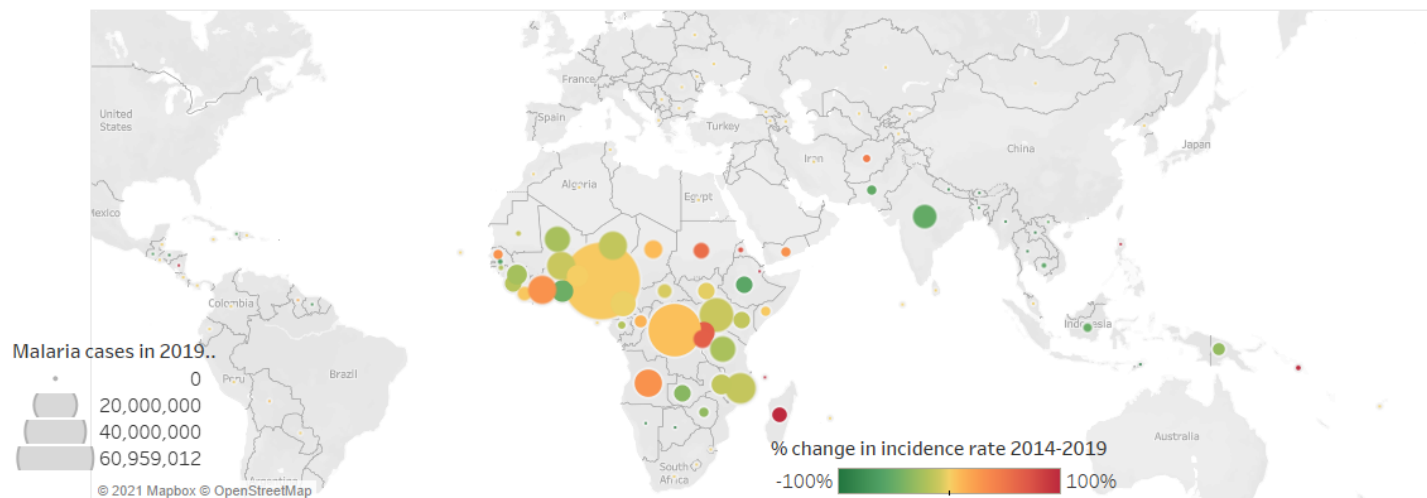 United
States
Mexico
France
Spain
Turkey
Algeria
Egypt
Iran
China
Japan
Colombia
Peru
Brazil
Indonesia
Australia
South
Africa
Argentina
Malaria cases in 2019..
0
20,000,000
40,000,000
60,959,012
% change in incidence rate 2014-2019
-100%
100%
© 2021 Mapbox © OpenStreetMap